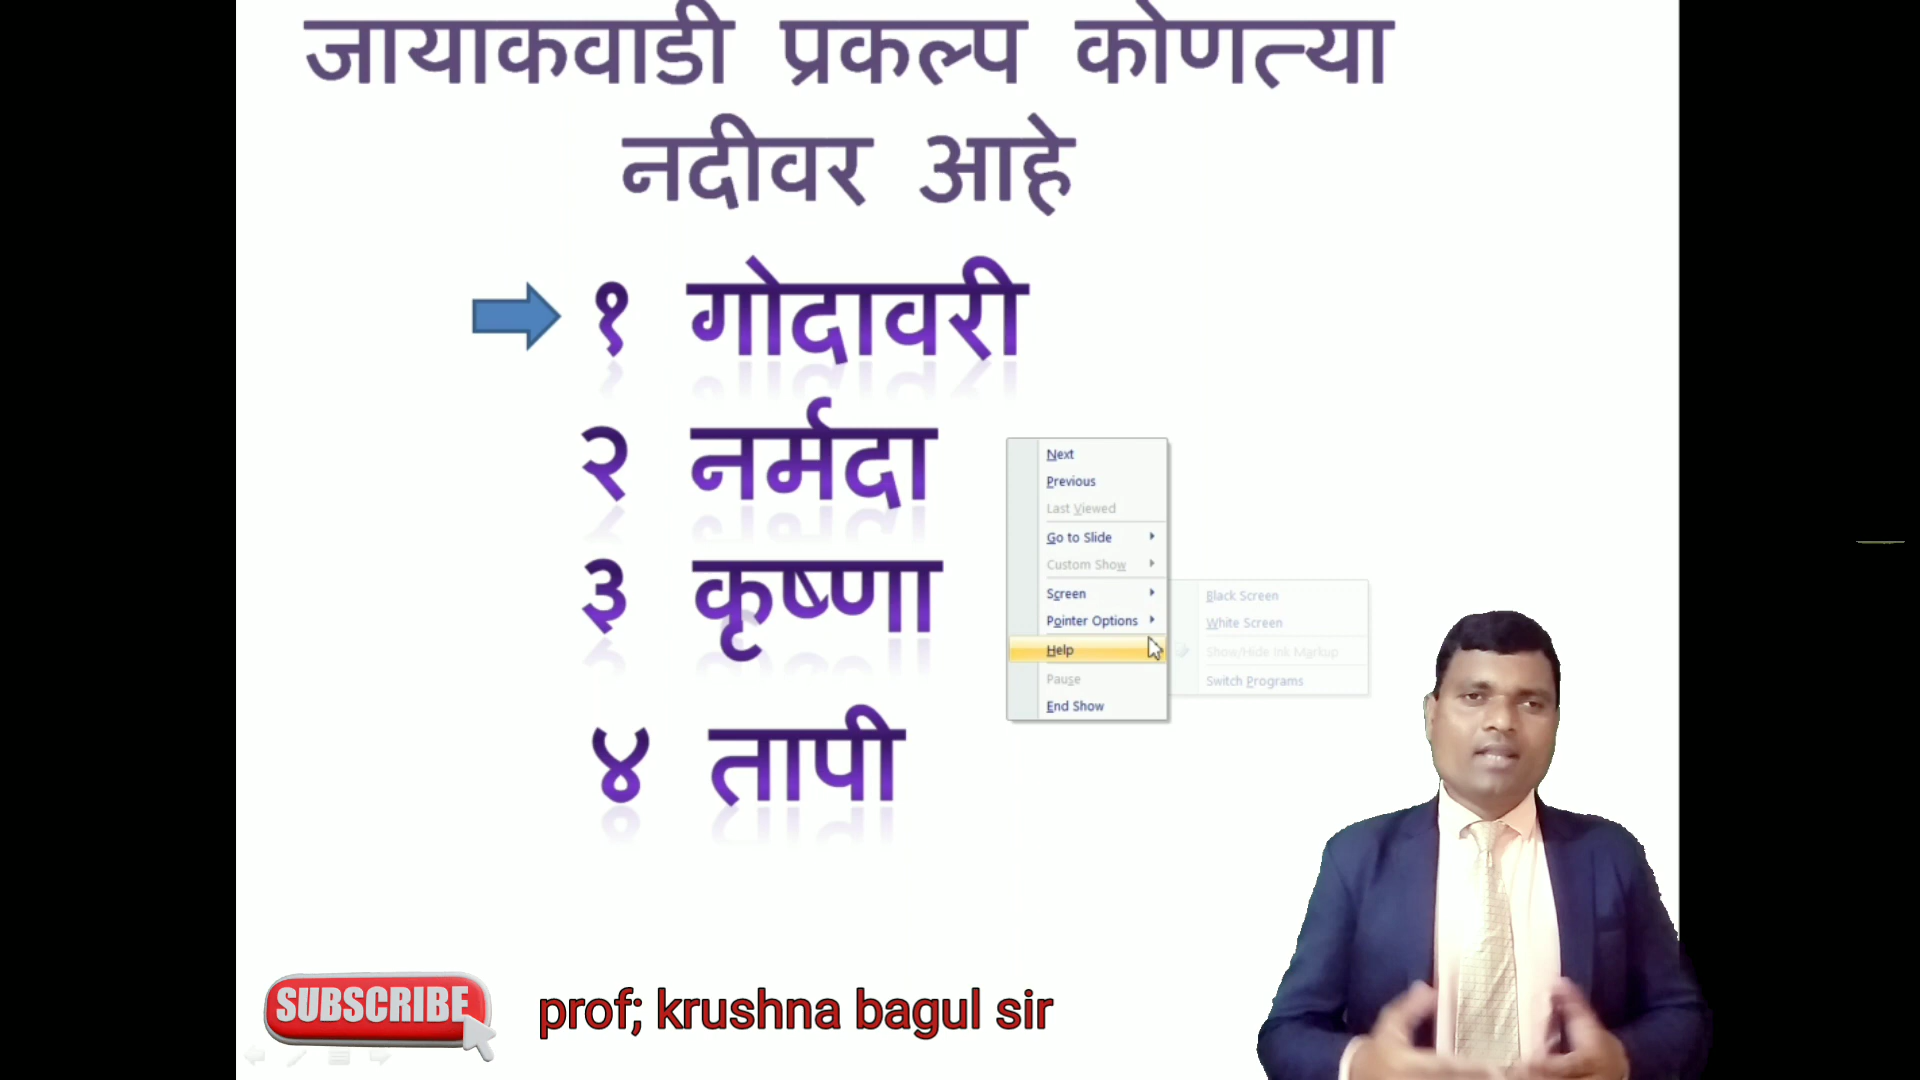 जायाकवाडी प्रकल्प कोणत्या
नदीवर आहे
१ गोदावरी
२ नर्मदा
३ कृष्णा
४ तापी
Next
Previous
Last Viewed
Go to Slide
Custom Show
Screen
Pointer Options
Help
Pause
End Show
Black Screen
White Screen
Show/Hide Ink Markup
Switch Programs
SUBSCRIBE
prof; krushna bagul sir